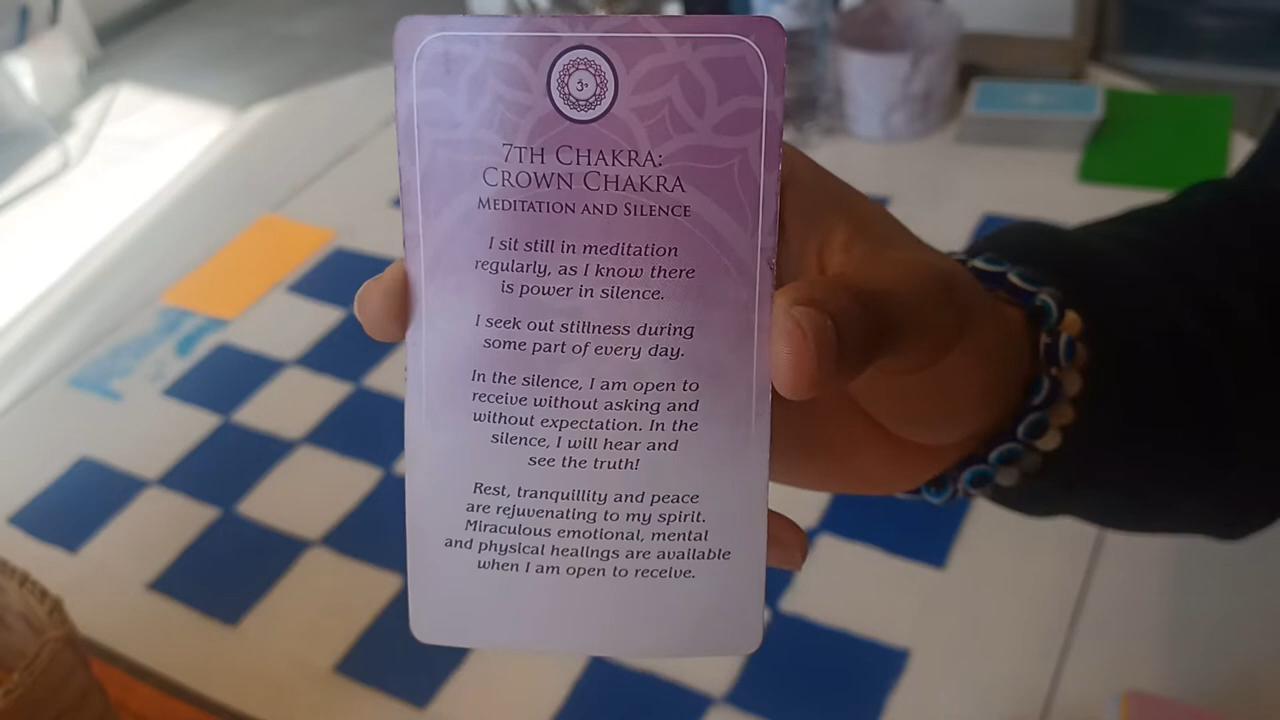 7TH CHAKRA:
CROWN CHAKRA
MEDITATION AND SILENCE
I sit still in meditation
regularly, as I know there
is power in silence.
I seek out stillness during
some part of every day.
In the silence, I am open to
receive without asking and
without expectation. In the
silence, I will hear and
see the truth!
Rest, tranquillity and peace
are rejuvenating to my spirit.
Miraculous emotional, mental
and physical healings are available
when I am open to receive.